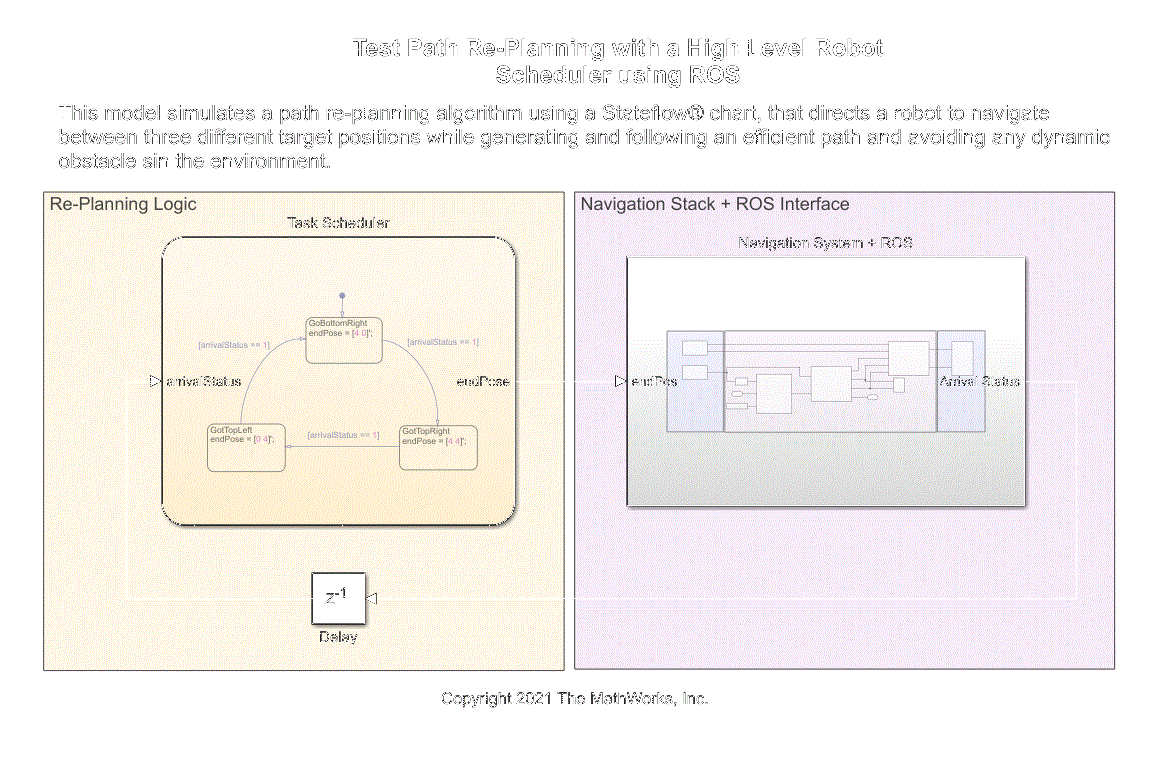 Test Path Re-Planning with a High Level Robot
Scheduler using ROS
This model simulates a path re-planning algorithm using a Stateflow® chart, that directs a robot to navigate
between three different target positions while generating and following an efficient path and avoiding any dynamic
obstacle sin the environment.
Re-Planning Logic
Task Scheduler
GoBottomRight
endPose = [4 0]';
[arrivalStatus == 1]
[arrivalStatus == 1]
arrivalStatus
endPose
GotTopLeft
endPose = [0 4]';
[arrivalStatus == 1]
GotTopRight
endPose = [4 4]';
z-1
Delay
Navigation Stack + ROS Interface
Navigation System + ROS
endPos
Arrival Status
Copyright 2021 The MathWorks, Inc.